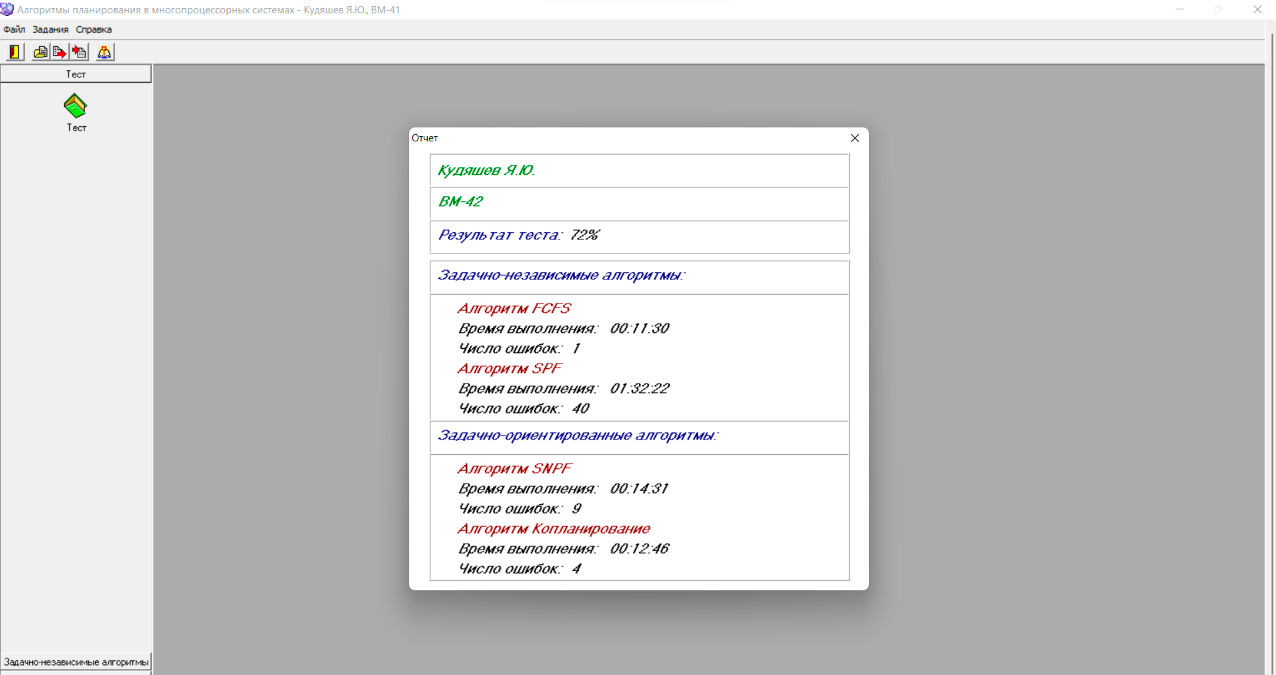 Алгоритмы планирования в многопроцессорных системах - Кудяшев Я.Ю., ВМ-41
Файл Задания Справка
Тест
Тест
Отчет
Кудяшев Я.Ю.
ВМ-42
Результат теста: 72%
Задачно-независимые алгоритмы:
Алгоритм FCFS
Время выполнения: 00:11:30
Число ошибок: 1
Алгоритм SPF
Время выполнения: 01:32:22
Число ошибок: 40
Задачно-ориентированные алгоритмы:
Алгоритм SNPF
Время выполнения: 00:14:31
Число ошибок: 9
Алгоритм Копланирование
Время выполнения: 00:12:46
Число ошибок: 4
Задачно-независимые алгоритмы